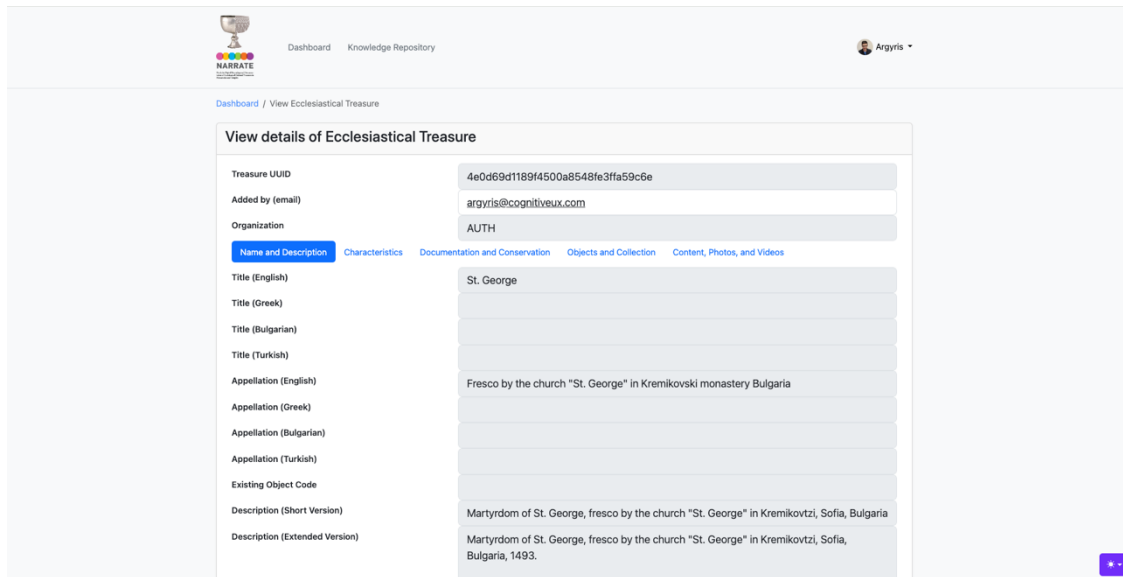 Dashboard Knowledge Repository
Argyris
NARRATE
Dashboard / View Ecclesiastical Treasure
View details of Ecclesiastical Treasure
Treasure UUID 4e0d69d1189f4500a8548fe3ffa59c6e
Added by (email) argyris@cognitiveux.com
Organization AUTH
Name and Description Characteristics Documentation and Conservation Objects and Collection Content, Photos, and Videos
Title (English) St. George
Title (Greek)
Title (Bulgarian)
Title (Turkish)
Appellation (English) Fresco by the church "St. George" in Kremikovski monastery Bulgaria
Appellation (Greek)
Appellation (Bulgarian)
Appellation (Turkish)
Existing Object Code
Description (Short Version) Martyrdom of St. George, fresco by the church "St. George" in Kremikovtzi, Sofia, Bulgaria
Description (Extended Version) Martyrdom of St. George, fresco by the church "St. George" in Kremikovtzi, Sofia,
Bulgaria, 1493.